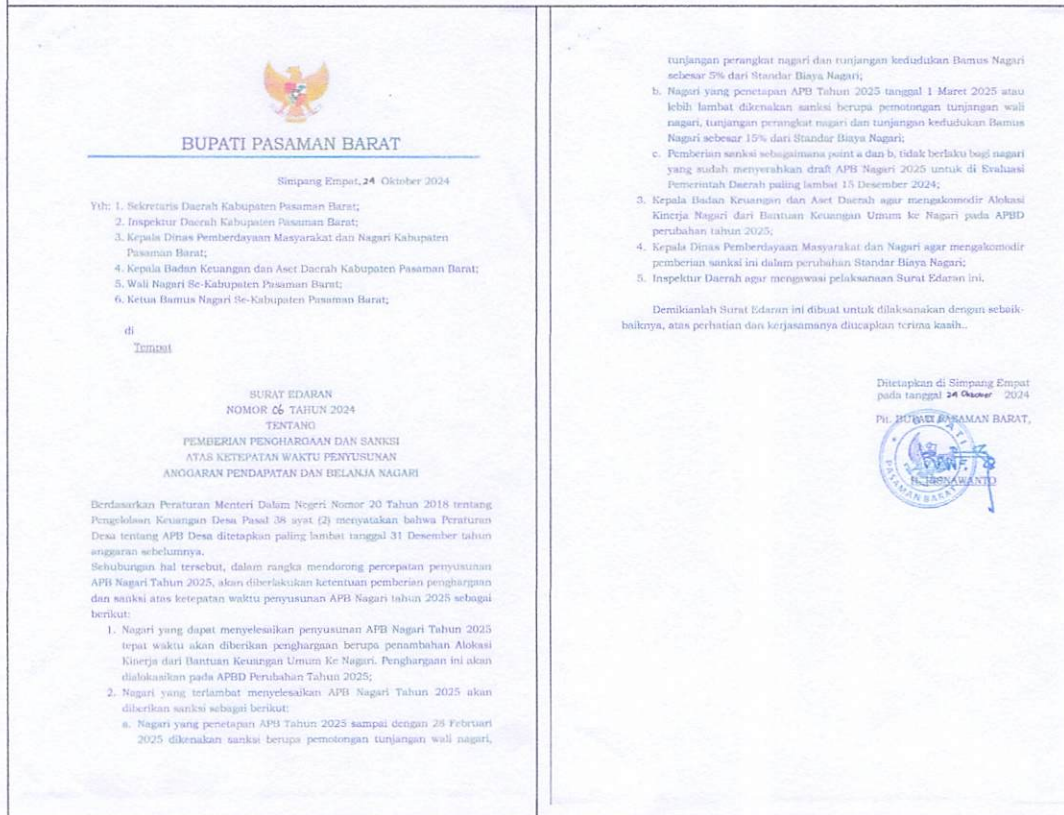 BUPATI PASAMAN BARAT
Simpang Empat, 29 Oktober 2024
Yth: 1. Sekretaris Daerah Kabupaten Pasaman Barat;
2. Inspektur Daerah Kabupaten Pasaman Barat;
3. Kepala Dinas Pemberdayaan Masyarakat dan Nagari Kabupaten
Pasaman Barat;
4. Kepala Badan Keuangan dan Aset Daerah Kabupaten Pasaman Barat;
5. Wali Nagari Se-Kabupaten Pasaman Barat;
6. Ketua Bamus Nagari Se-Kabupaten Pasaman Barat;
di
Tempat
SURAT EDARAN
NOMOR 06 TAHUN 2024
TENTANG
PEMBERIAN PENGHARGAAN DAN SANKSI
ATAS KETEPATAN WAKTU PENYUSUNAN
ANGGARAN PENDAPATAN DAN BELANJA NAGARI
Berdasarkan Peraturan Menteri Dalam Negeri Nomor 20 Tahun 2018 tentang
Pengelolaan Keuangan Desa Pasal 38 ayat (2) menyatakan bahwa Peraturan
Desa tentang APB Desa ditetapkan paling lambat tanggal 31 Desember tahun
anggaran sebelumnya.
Sehubungan hal tersebut, dalam rangka mendorong percepatan penyusunan
APB Nagari Tahun 2025, akan diberlakukan ketentuan pemberian penghargaan
dan sanksi atas ketepatan waktu penyusunan APB Nagari tahun 2025 sebagai
berikut:
1. Nagari yang dapat menyelesaikan penyusunan APB Nagari Tahun 2025
tepat waktu akan diberikan penghargaan berupa penambahan Alokasi
Kinerja dari Bantuan Keuangan Umum Ke Nagari. Penghargaan ini akan
dialokasikan pada APBD Perubahan Tahun 2025;
2. Nagari yang terlambat menyelesaikan APB Nagari Tahun 2025 akan
diberikan sanksi sebagai berikut:
a. Nagari yang penetapan APB Tahun 2025 sampai dengan 28 Februari
2025 dikenakan sanksi berupa pemotongan tunjangan wali nagari,
tunjangan perangkat nagari dan tunjangan kedudukan Bamus Nagari
sebesar 5% dari Standar Biaya Nagari;
b. Nagari yang penetapan APB Tahun 2025 tanggal 1 Maret 2025 atau
lebih lambat dikenakan sanksi berupa pemotongan tunjangan wali
nagari, tunjangan perangkat nagari dan tunjangan kedudukan Bamus
Nagari sebesar 15% dari Standar Biaya Nagari;
c. Pemberian sanksi sebagaimana point a dan b, tidak berlaku bagi nagari
yang sudah menyerahkan draft APB Nagari 2025 untuk di Evaluasi
Pemerintah Daerah paling lambat 15 Desember 2024;
3. Kepala Badan Keuangan dan Aset Daerah agar mengakomodir Alokasi
Kinerja Nagari dari Bantuan Keuangan Umum ke Nagari pada APBD
perubahan tahun 2025;
4. Kepala Dinas Pemberdayaan Masyarakat dan Nagari agar mengakomodir
pemberian sanksi ini dalam perubahan Standar Biaya Nagari;
5. Inspektur Daerah agar mengawasi pelaksanaan Surat Edaran ini.
Demikianlah Surat Edaran ini dibuat untuk dilaksanakan dengan sebaik-
baiknya, atas perhatian dan kerjasamanya diucapkan terima kasih..
Ditetapkan di Simpang Empat
pada tanggal 29 Oktober 2024
BUPATI PASAMAN BARAT,
BUPATI
PASAMAN BARAT
RISNAWANTO